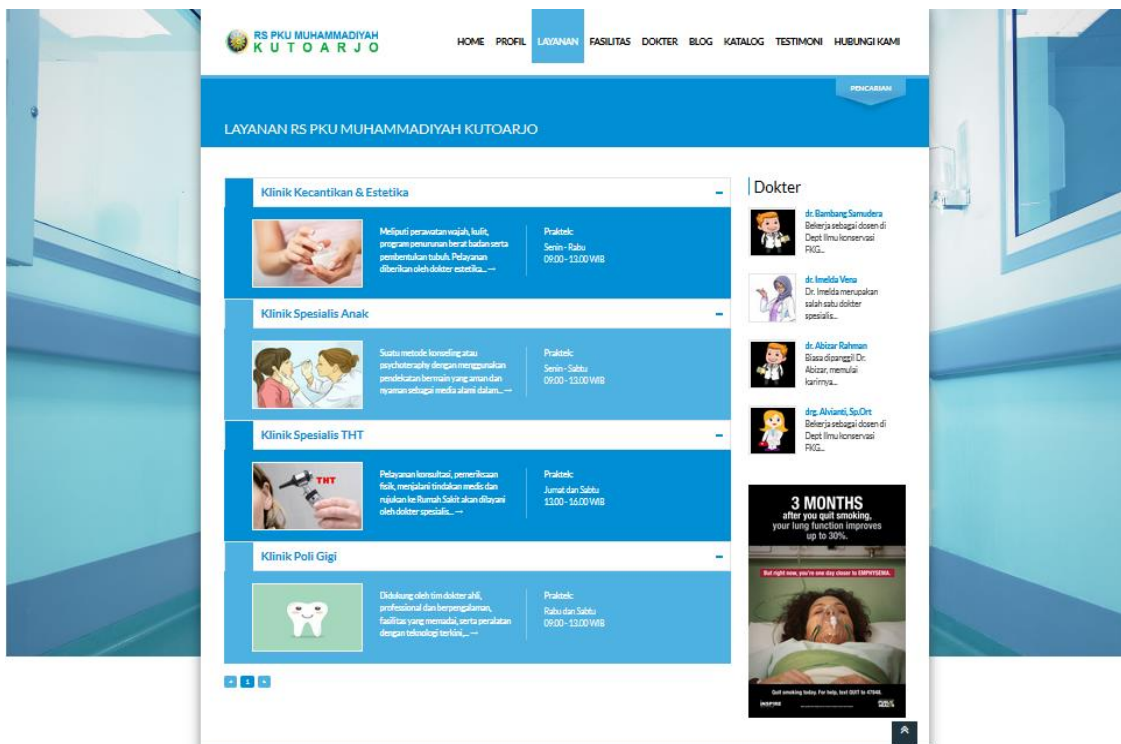 RS PKU MUHAMMADIYAH
KUTOARJO
HOME PROFIL LAYANAN FASILITAS DOKTER BLOG KATALOG TESTIMONI HUBUNGI KAMI
PENCARIAN
LAYANAN RS PKU MUHAMMADIYAH KUTOARJO
Klinik Kecantikan & Estetika
Meliputi perawatan wajah, kulit,
program penurunan berat badan serta
pembentukan tubuh. Pelayanan
diberikan oleh dokter estetika... →
Praktek:
Senin - Rabu
09.00 - 13.00 WIB
Klinik Spesialis Anak
Suatu metode konseling atau
psychoteraphy dengan menggunakan
pendekatan bermain yang aman dan
nyaman sebagai media alami dalam... →
Praktek:
Senin - Sabtu
09.00 - 13.00 WIB
Klinik Spesialis THT
THT
Pelayanan konsultasi, pemeriksaan
fisik, menjalani tindakan medis dan
rujukan ke Rumah Sakit akan dilayani
oleh dokter spesialis... →
Praktek:
Jumat dan Sabtu
13.00 - 16.00 WIB
Klinik Poli Gigi
Didukung oleh tim dokter ahli,
professional dan berpengalaman,
fasilitas yang memadai, serta peralatan
dengan teknologi terkini,... →
Praktek:
Rabu dan Sabtu
09.00 - 13.00 WIB
1
Dokter
dr. Bambang Samudera
Bekerja sebagai dosen di
Dept Ilmu konservasi
FKG...
dr. Imelda Vena
Dr. Imelda merupakan
salah satu dokter
spesialis...
dr. Abizar Rahman
Biasa dipanggil Dr.
Abizar, memulai
karirnya...
drg. Alvianti, Sp.Ort
Bekerja sebagai dosen di
Dept Ilmu konservasi
FKG...
3 MONTHS
after you quit smoking,
your lung function improves
up to 30%.
But right now, you're one day closer to EMPHYSEMA.
Quit smoking today. For help, text QUIT to 47848.